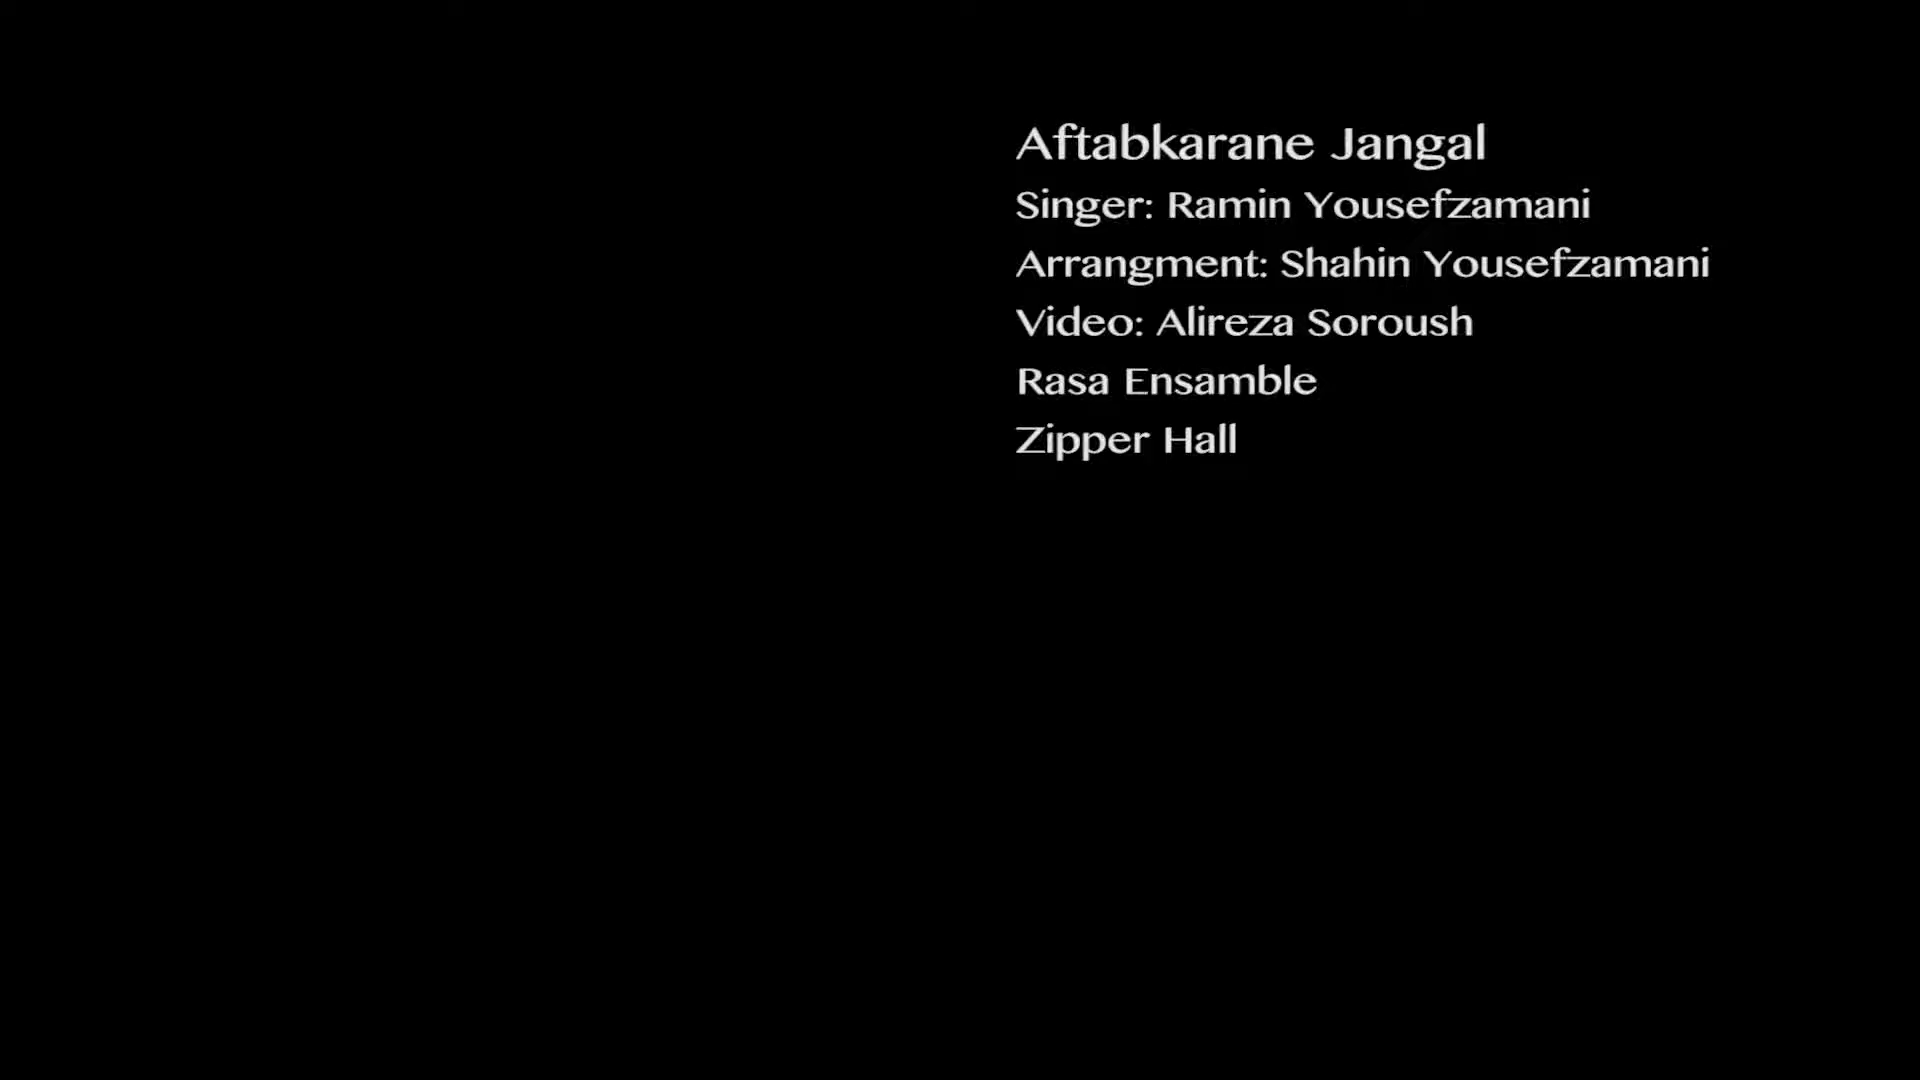 Aftabkarane Jangal
Singer: Ramin Yousefzamani
Arrangment: Shahin Yousefzamani
Video: Alireza Soroush
Rasa Ensamble
Zipper Hall